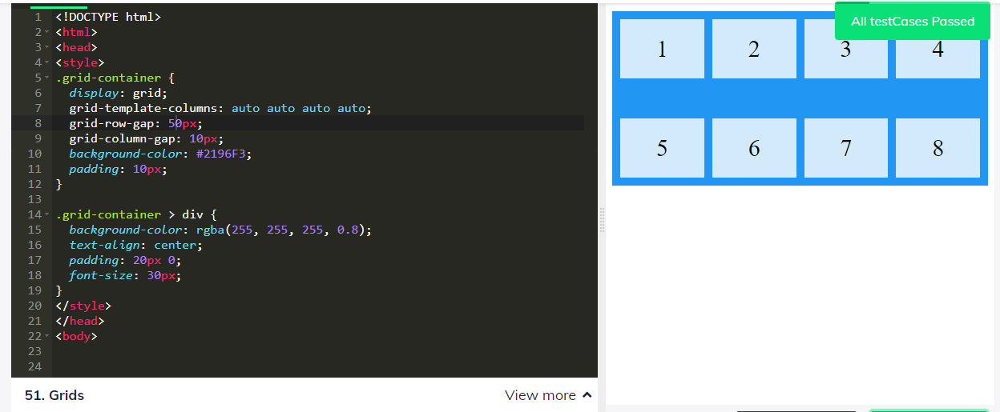 1 <!DOCTYPE html>
2 <html>
3 <head>
4 <style>
5 .grid-container {
6   display: grid;
7   grid-template-columns: auto auto auto auto;
8   grid-row-gap: 50px;
9   grid-column-gap: 10px;
10   background-color: #2196F3;
11   padding: 10px;
12 }
13
14 .grid-container > div {
15   background-color: rgba(255, 255, 255, 0.8);
16   text-align: center;
17   padding: 20px 0;
18   font-size: 30px;
19 }
20 </style>
21 </head>
22 <body>
23
24
51. Grids
View more
All testCases Passed
1 2 3 4
5 6 7 8